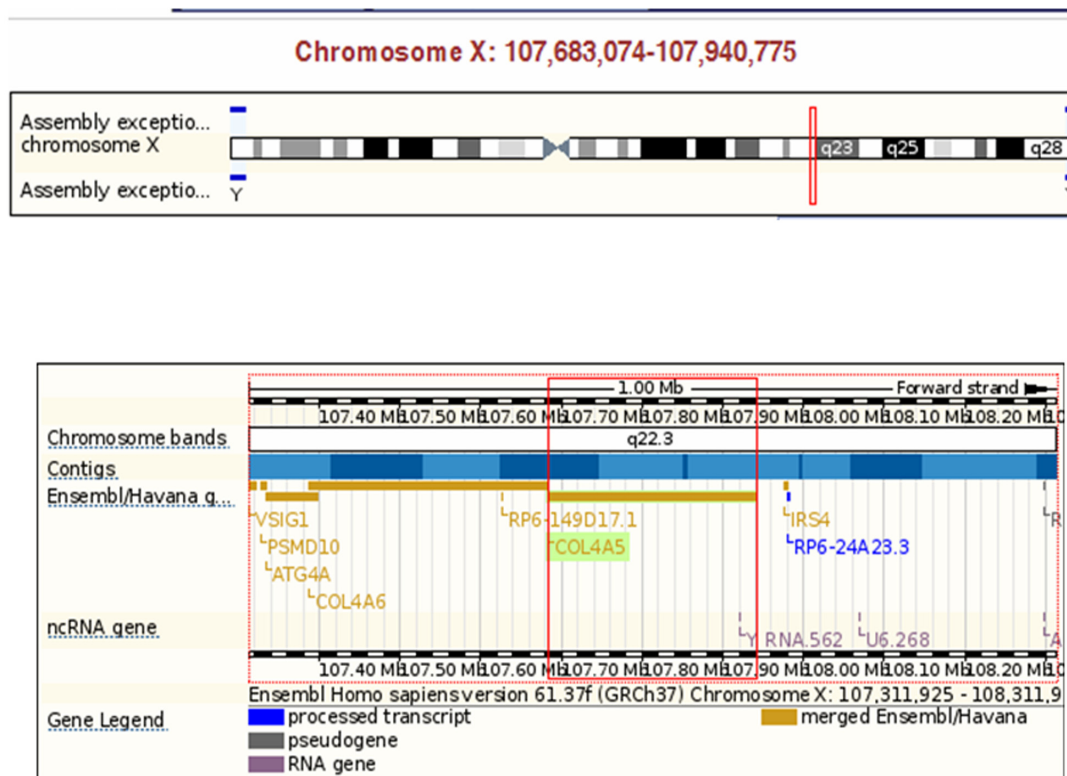 Chromosome X: 107,683,074-107,940,775
Assembly exceptio...
chromosome X
q23 q25 q28
Assembly exceptio...
Y
1.00 Mb Forward strand
107.40 Mb 107.50 Mb 107.60 Mb 107.70 Mb 107.80 Mb 107.90 Mb 108.00 Mb 108.10 Mb 108.20 Mb
Chromosome bands q22.3
Contigs
Ensembl/Havana g...
VSIG1 RP6-149D17.1 IRS4 R
PSMD10 COL4A5 RP6-24A23.3
ATG4A
COL4A6
ncRNA gene
Y_RNA.562 U6.268 A
107.40 Mb 107.50 Mb 107.60 Mb 107.70 Mb 107.80 Mb 107.90 Mb 108.00 Mb 108.10 Mb 108.20 Mb
Ensembl Homo sapiens version 61.37f (GRCh37) Chromosome X: 107,311,925 - 108,311,9
Gene Legend processed transcript merged Ensembl/Havana
pseudogene
RNA gene